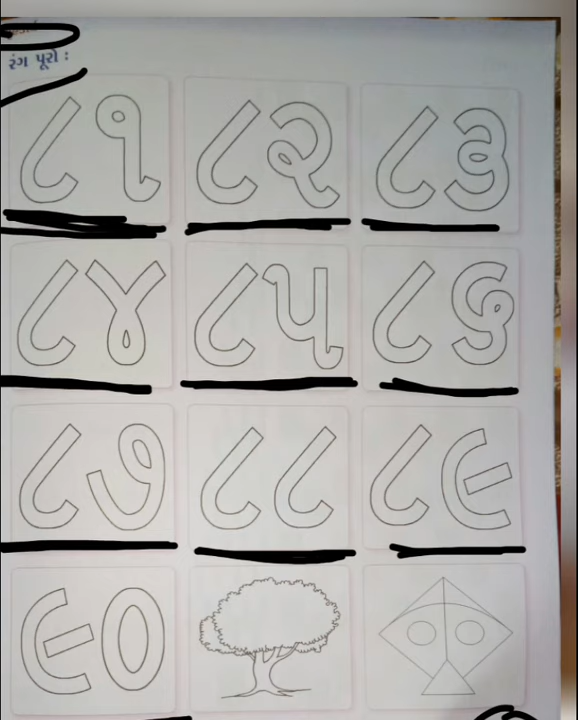 રંગ પૂરો :
૮૧ ૮૨ ૮૩
૮૪ ૮૫ ૮૬
૮૭ ૮૮ ૮૯
૯૦